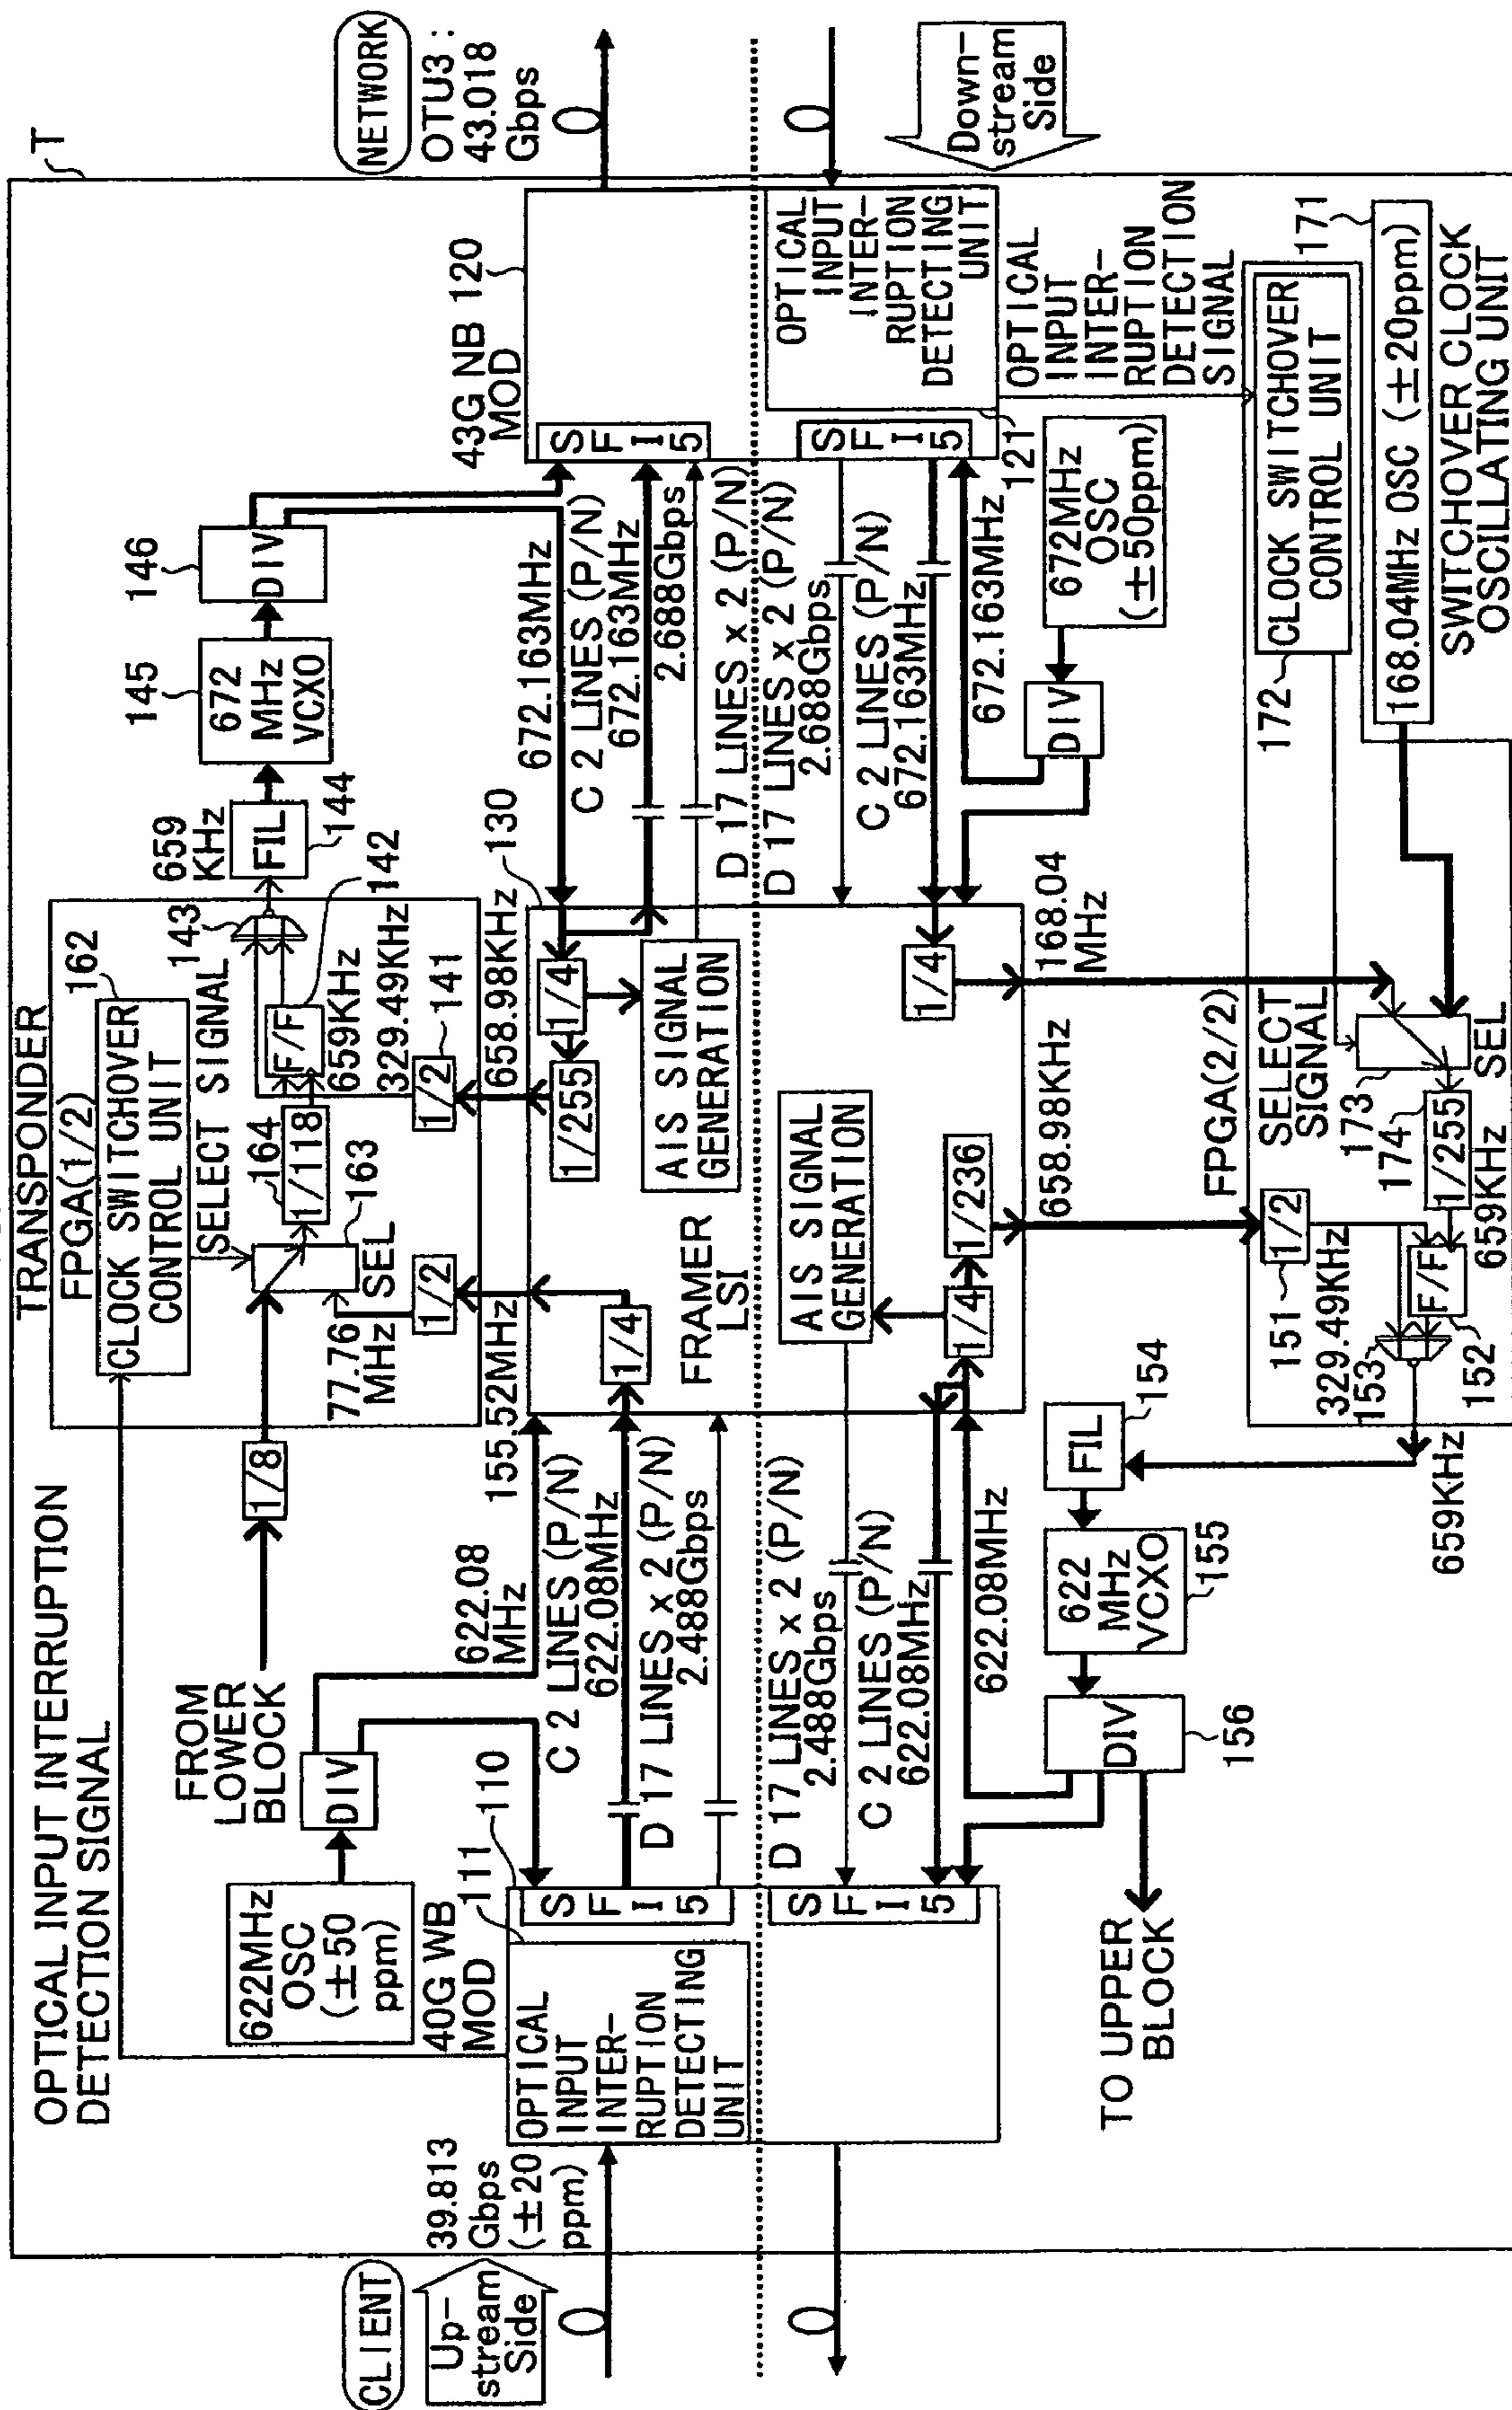 TRANSPONDER
T
OPTICAL INPUT INTERRUPTION
DETECTION SIGNAL
FPGA(1/2)
162
CLOCK SWITCHOVER
CONTROL UNIT
SELECT SIGNAL
FROM
LOWER
BLOCK
1/8
164
1/118
163
SEL
77.76
MHz
1/2
155.52MHz
F/F
142
143
659KHz
329.49KHz
1/2
141
658.98KHz
659
KHz
FIL
144
145
672
MHz
VCXO
146
DIV
NETWORK
OTU3 :
43.018
Gbps
622MHz
OSC
(±50
ppm)
DIV
622.08
MHz
C 2 LINES (P/N)
622.08MHz
D 17 LINES x 2 (P/N)
2.488Gbps
CLIENT
Up-
stream
Side
39.813
Gbps
(±20
ppm)
40G WB
MOD
111
110
OPTICAL
INPUT
INTER-
RUPTION
DETECTING
UNIT
S
F
I
5
130
1/4
1/255
1/4
AIS SIGNAL
GENERATION
FRAMER
LSI
672.163MHz
C 2 LINES (P/N)
672.163MHz
2.688Gbps
D 17 LINES x 2 (P/N)
43G NB
MOD
120
S
F
I
5
S
F
I
5
D 17 LINES x 2 (P/N)
2.488Gbps
C 2 LINES (P/N)
622.08MHz
622.08MHz
AIS SIGNAL
GENERATION
1/4
1/236
658.98KHz
1/4
168.04
MHz
D 17 LINES x 2 (P/N)
2.688Gbps
C 2 LINES (P/N)
672.163MHz
672.163MHz
S
F
I
5
121
OPTICAL
INPUT
INTER-
RUPTION
DETECTING
UNIT
Down-
stream
Side
OPTICAL
INPUT
INTER-
RUPTION
DETECTION
SIGNAL
DIV
672MHz
OSC
(±50ppm)
TO UPPER
BLOCK
DIV
156
622
MHz
VCXO
155
FIL
154
659KHz
FPGA(2/2)
151
1/2
329.49KHz
153
F/F
152
SELECT
SIGNAL
173
174
1/255
659KHz
SEL
172
CLOCK SWITCHOVER
CONTROL UNIT
171
168.04MHz OSC (±20ppm)
SWITCHOVER CLOCK
OSCILLATING UNIT